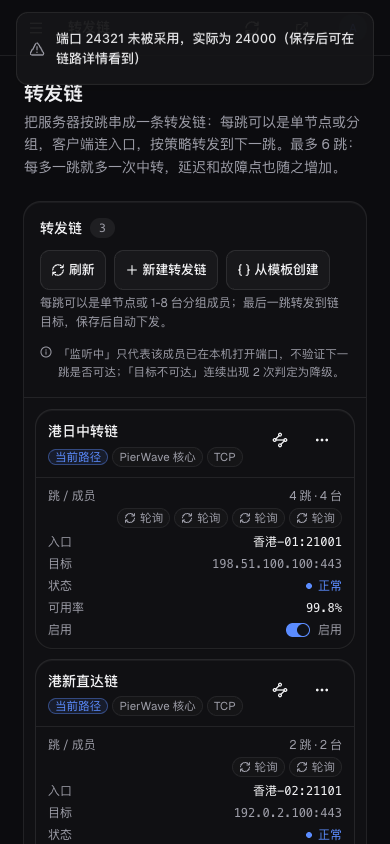 端口 24321 未被采用，实际为 24000（保存后可在
链路详情看到）
转发链
把服务器按跳串成一条转发链：每跳可以是单节点或分
组，客户端连入口，按策略转发到下一跳。最多 6 跳：
每多一跳就多一次中转，延迟和故障点也随之增加。
转发链 3
刷新 新建转发链 从模板创建
每跳可以是单节点或 1-8 台分组成员；最后一跳转发到链
目标，保存后自动下发。
「监听中」只代表该成员已在本机打开端口，不验证下一
跳是否可达；「目标不可达」连续出现 2 次判定为降级。
港日中转链
当前路径 PierWave 核心 TCP
跳 / 成员 4 跳 · 4 台
轮询 轮询 轮询 轮询
入口 香港-01:21001
目标 198.51.100.100:443
状态 正常
可用率 99.8%
启用 启用
港新直达链
当前路径 PierWave 核心 TCP
跳 / 成员 2 跳 · 2 台
轮询 轮询
入口 香港-02:21101
目标 192.0.2.100:443
状态 正常